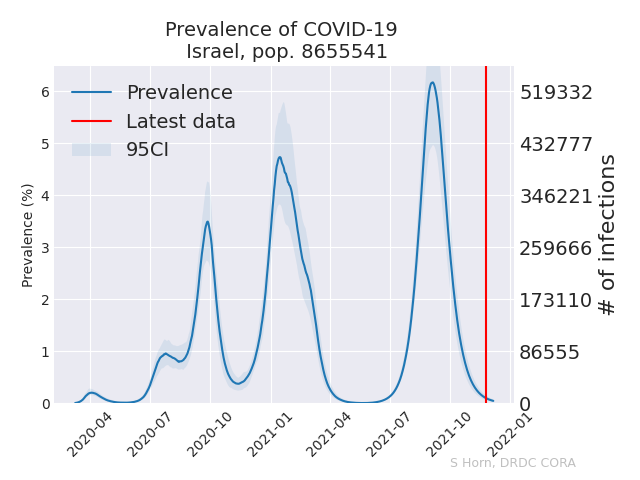 Prevalence of COVID-19
Israel, pop. 8655541
Prevalence
Latest data
95CI
Prevalence (%)
6
5
4
3
2
1
0
519332
432777
346221
259666
173110
86555
0
# of infections
2020-04
2020-07
2020-10
2021-01
2021-04
2021-07
2021-10
2022-01
S Horn, DRDC CORA